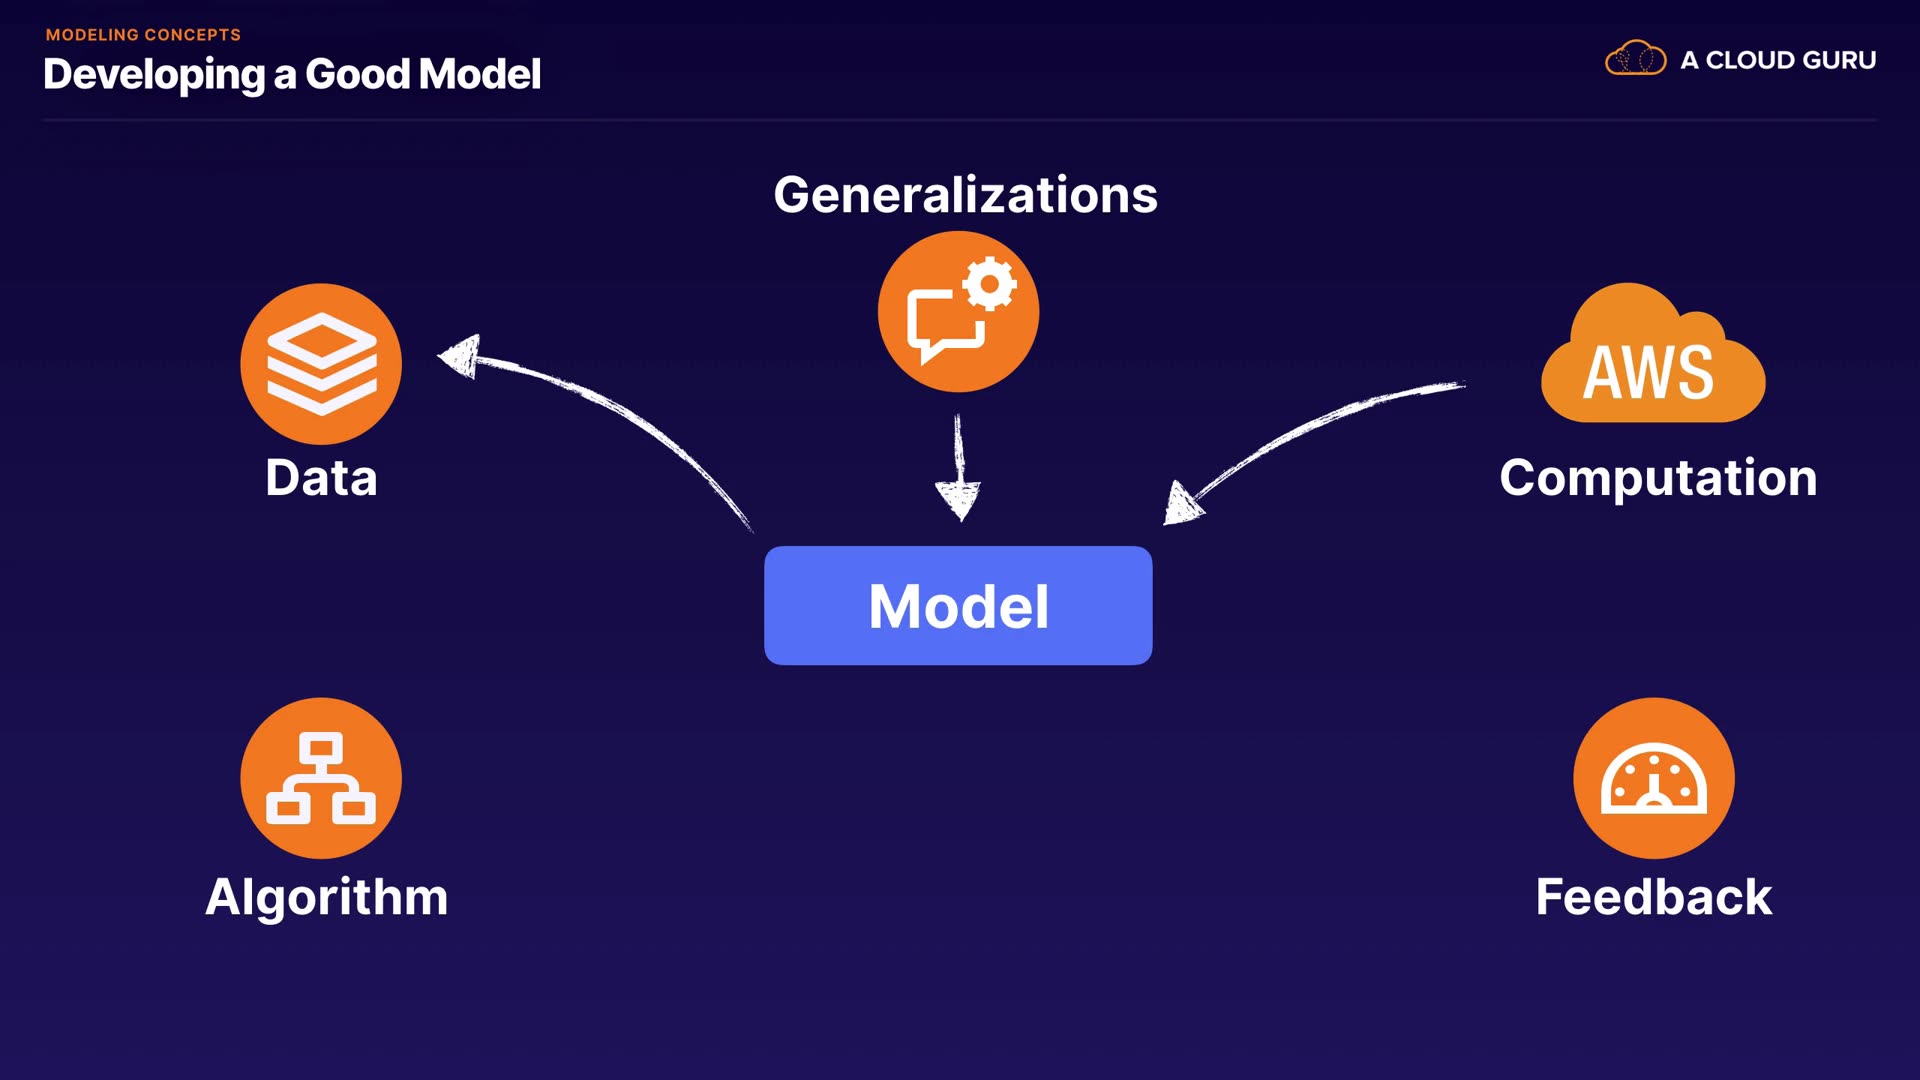 MODELING CONCEPTS
Developing a Good Model
A CLOUD GURU
Generalizations
AWS
Data
Computation
Model
Algorithm
Feedback